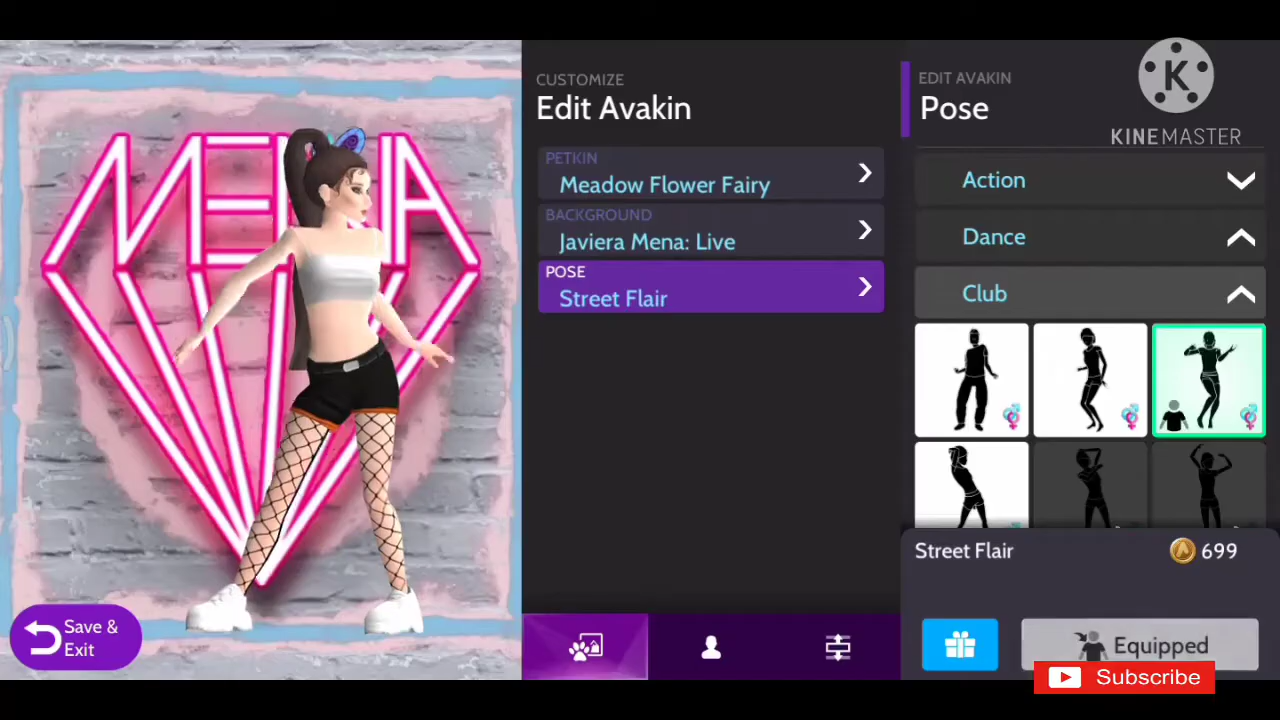 MENA
CUSTOMIZE
Edit Avakin
PETKIN
Meadow Flower Fairy
BACKGROUND
Javiera Mena: Live
POSE
Street Flair
Save &
Exit
EDIT AVAKIN
Pose
K
KINEMASTER
Action
Dance
Club
Street Flair
A 699
Equipped
Subscribe